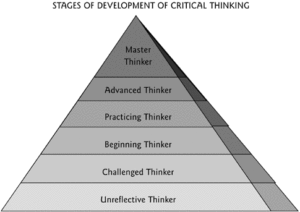 STAGES OF DEVELOPMENT OF CRITICAL THINKING
Master
Thinker
Advanced Thinker
Practicing Thinker
Beginning Thinker
Challenged Thinker
Unreflective Thinker